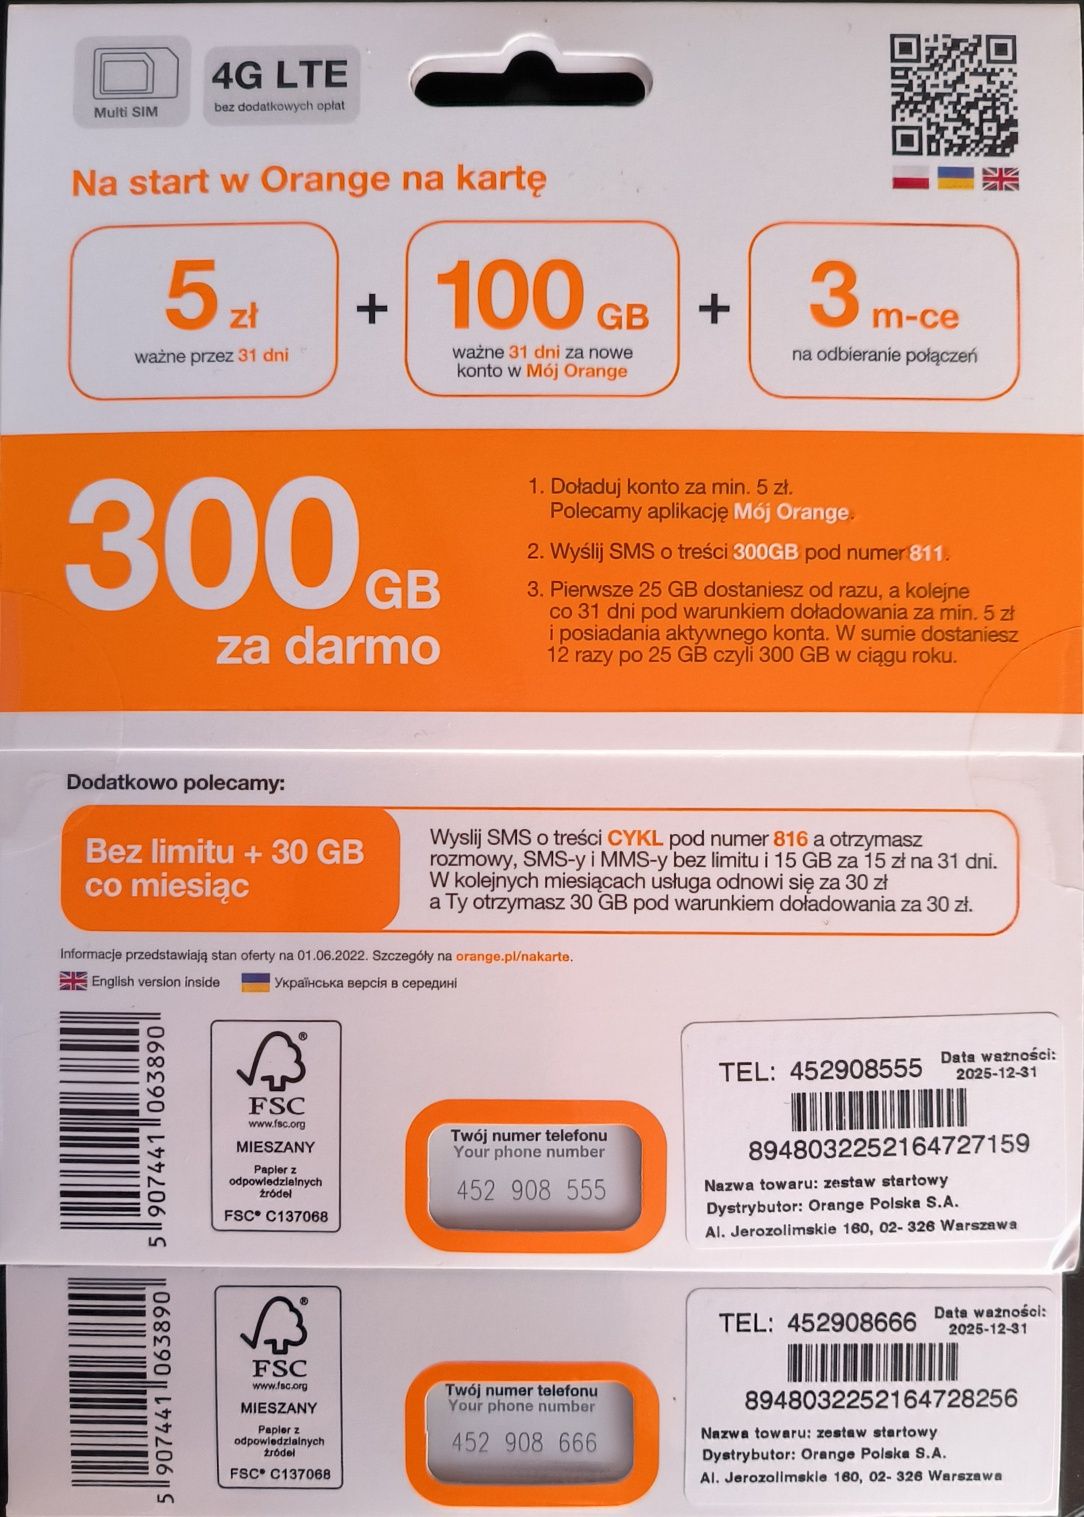 Multi SIM
4G LTE
bez dodatkowych opłat
Na start w Orange na kartę
5 zł
ważne przez 31 dni
+
100 GB
ważne 31 dni za nowe
konto w Mój Orange
+
3 m-ce
na odbieranie połączeń
300 GB
za darmo
1. Doładuj konto za min. 5 zł.
Polecamy aplikację Mój Orange.
2. Wyślij SMS o treści 300GB pod numer 811.
3. Pierwsze 25 GB dostaniesz od razu, a kolejne
co 31 dni pod warunkiem doładowania za min. 5 zł
i posiadania aktywnego konta. W sumie dostaniesz
12 razy po 25 GB czyli 300 GB w ciągu roku.
Dodatkowo polecamy:
Bez limitu + 30 GB
co miesiąc
Wyslij SMS o treści CYKL pod numer 816 a otrzymasz
rozmowy, SMS-y i MMS-y bez limitu i 15 GB za 15 zł na 31 dni.
W kolejnych miesiącach usługa odnowi się za 30 zł
a Ty otrzymasz 30 GB pod warunkiem doładowania za 30 zł.
Informacje przedstawiają stan oferty na 01.06.2022. Szczegóły na orange.pl/nakarte.
English version inside
Українська версія в середині
5 907441 063890
FSC
www.fsc.org
MIESZANY
Papier z
odpowiedzialnych
źródeł
FSC® C137068
Twój numer telefonu
Your phone number
452 908 555
TEL: 452908555
Data ważności:
2025-12-31
8948032252164727159
Nazwa towaru: zestaw startowy
Dystrybutor: Orange Polska S.A.
Al. Jerozolimskie 160, 02- 326 Warszawa
5 907441 063890
FSC
www.fsc.org
MIESZANY
Papier z
odpowiedzialnych
źródeł
FSC® C137068
Twój numer telefonu
Your phone number
452 908 666
TEL: 452908666
Data ważności:
2025-12-31
8948032252164728256
Nazwa towaru: zestaw startowy
Dystrybutor: Orange Polska S.A.
Al. Jerozolimskie 160, 02- 326 Warszawa